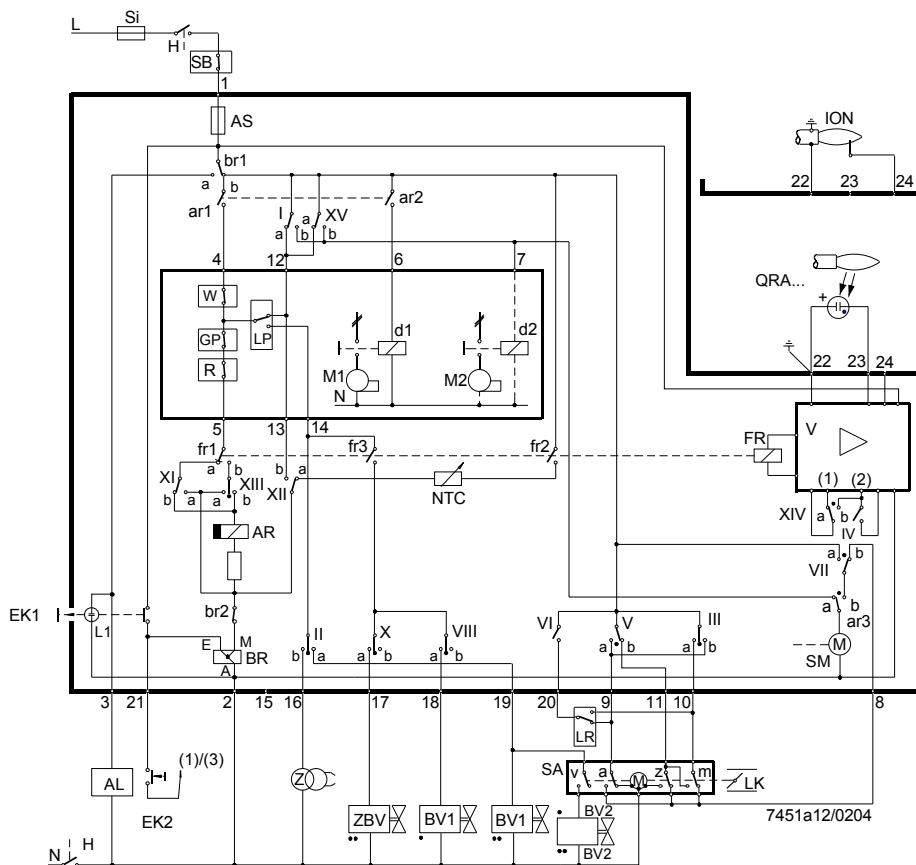 L Si H
SB
1
AS
ION
22 23 24
br1
a b
ar1 ar2
I XV
a b a b
4 12 6 7
QRA...
+
22 23 24
W
GP LP
R
d1 d2
M1 M2
N
5 13 14
fr1 fr3 fr2
FR V
a b
XI XIII XII
b a a b
b a
NTC
(1) (2)
XIV a b IV
AR
a b
VII
EK1 L1
br2
a b
ar3
E M
BR
A
II X VIII VI V III
b a a b a b a b a b
M
SM
3 21 2 15 16 17 18 19 20 9 11 10 8
LR
AL
(1)/(3)
EK2
Z
SA v a M z m
LK
ZBV BV1 BV1 BV2
BV2
7451a12/0204
N H